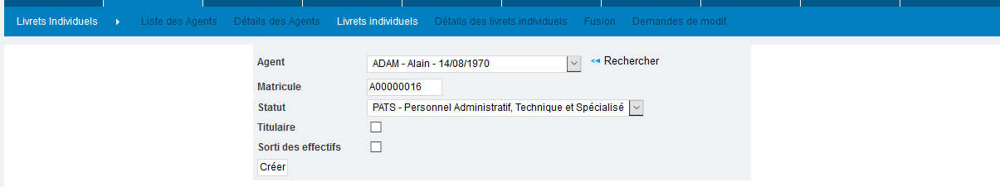 Livrets Individuels Liste des Agents Détails des Agents Livrets individuels Détails des livrets individuels Fusion Demandes de modif.
Agent ADAM - Alain - 14/08/1970 Rechercher
Matricule A00000016
Statut PATS - Personnel Administratif, Technique et Spécialisé
Titulaire
Sorti des effectifs
Créer